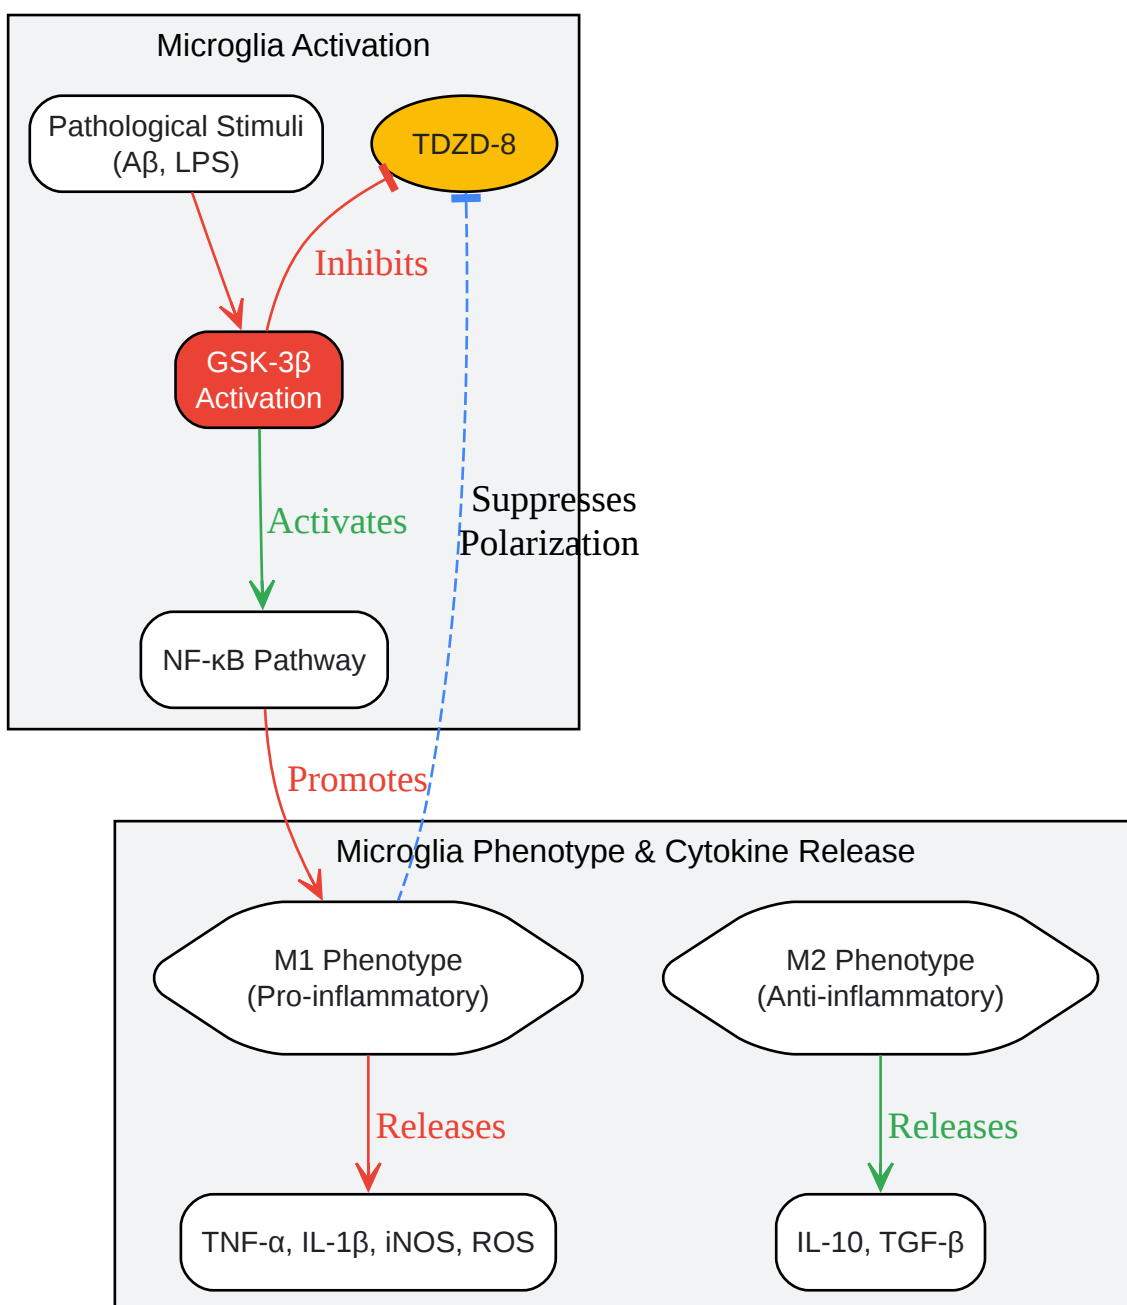 Microglia Activation
Pathological Stimuli
(Aβ, LPS)
TDZD-8
Inhibits
GSK-3β
Activation
Activates
Suppresses
Polarization
NF-κB Pathway
Promotes
Microglia Phenotype & Cytokine Release
M1 Phenotype
(Pro-inflammatory)
M2 Phenotype
(Anti-inflammatory)
Releases
Releases
TNF-α, IL-1β, iNOS, ROS
IL-10, TGF-β